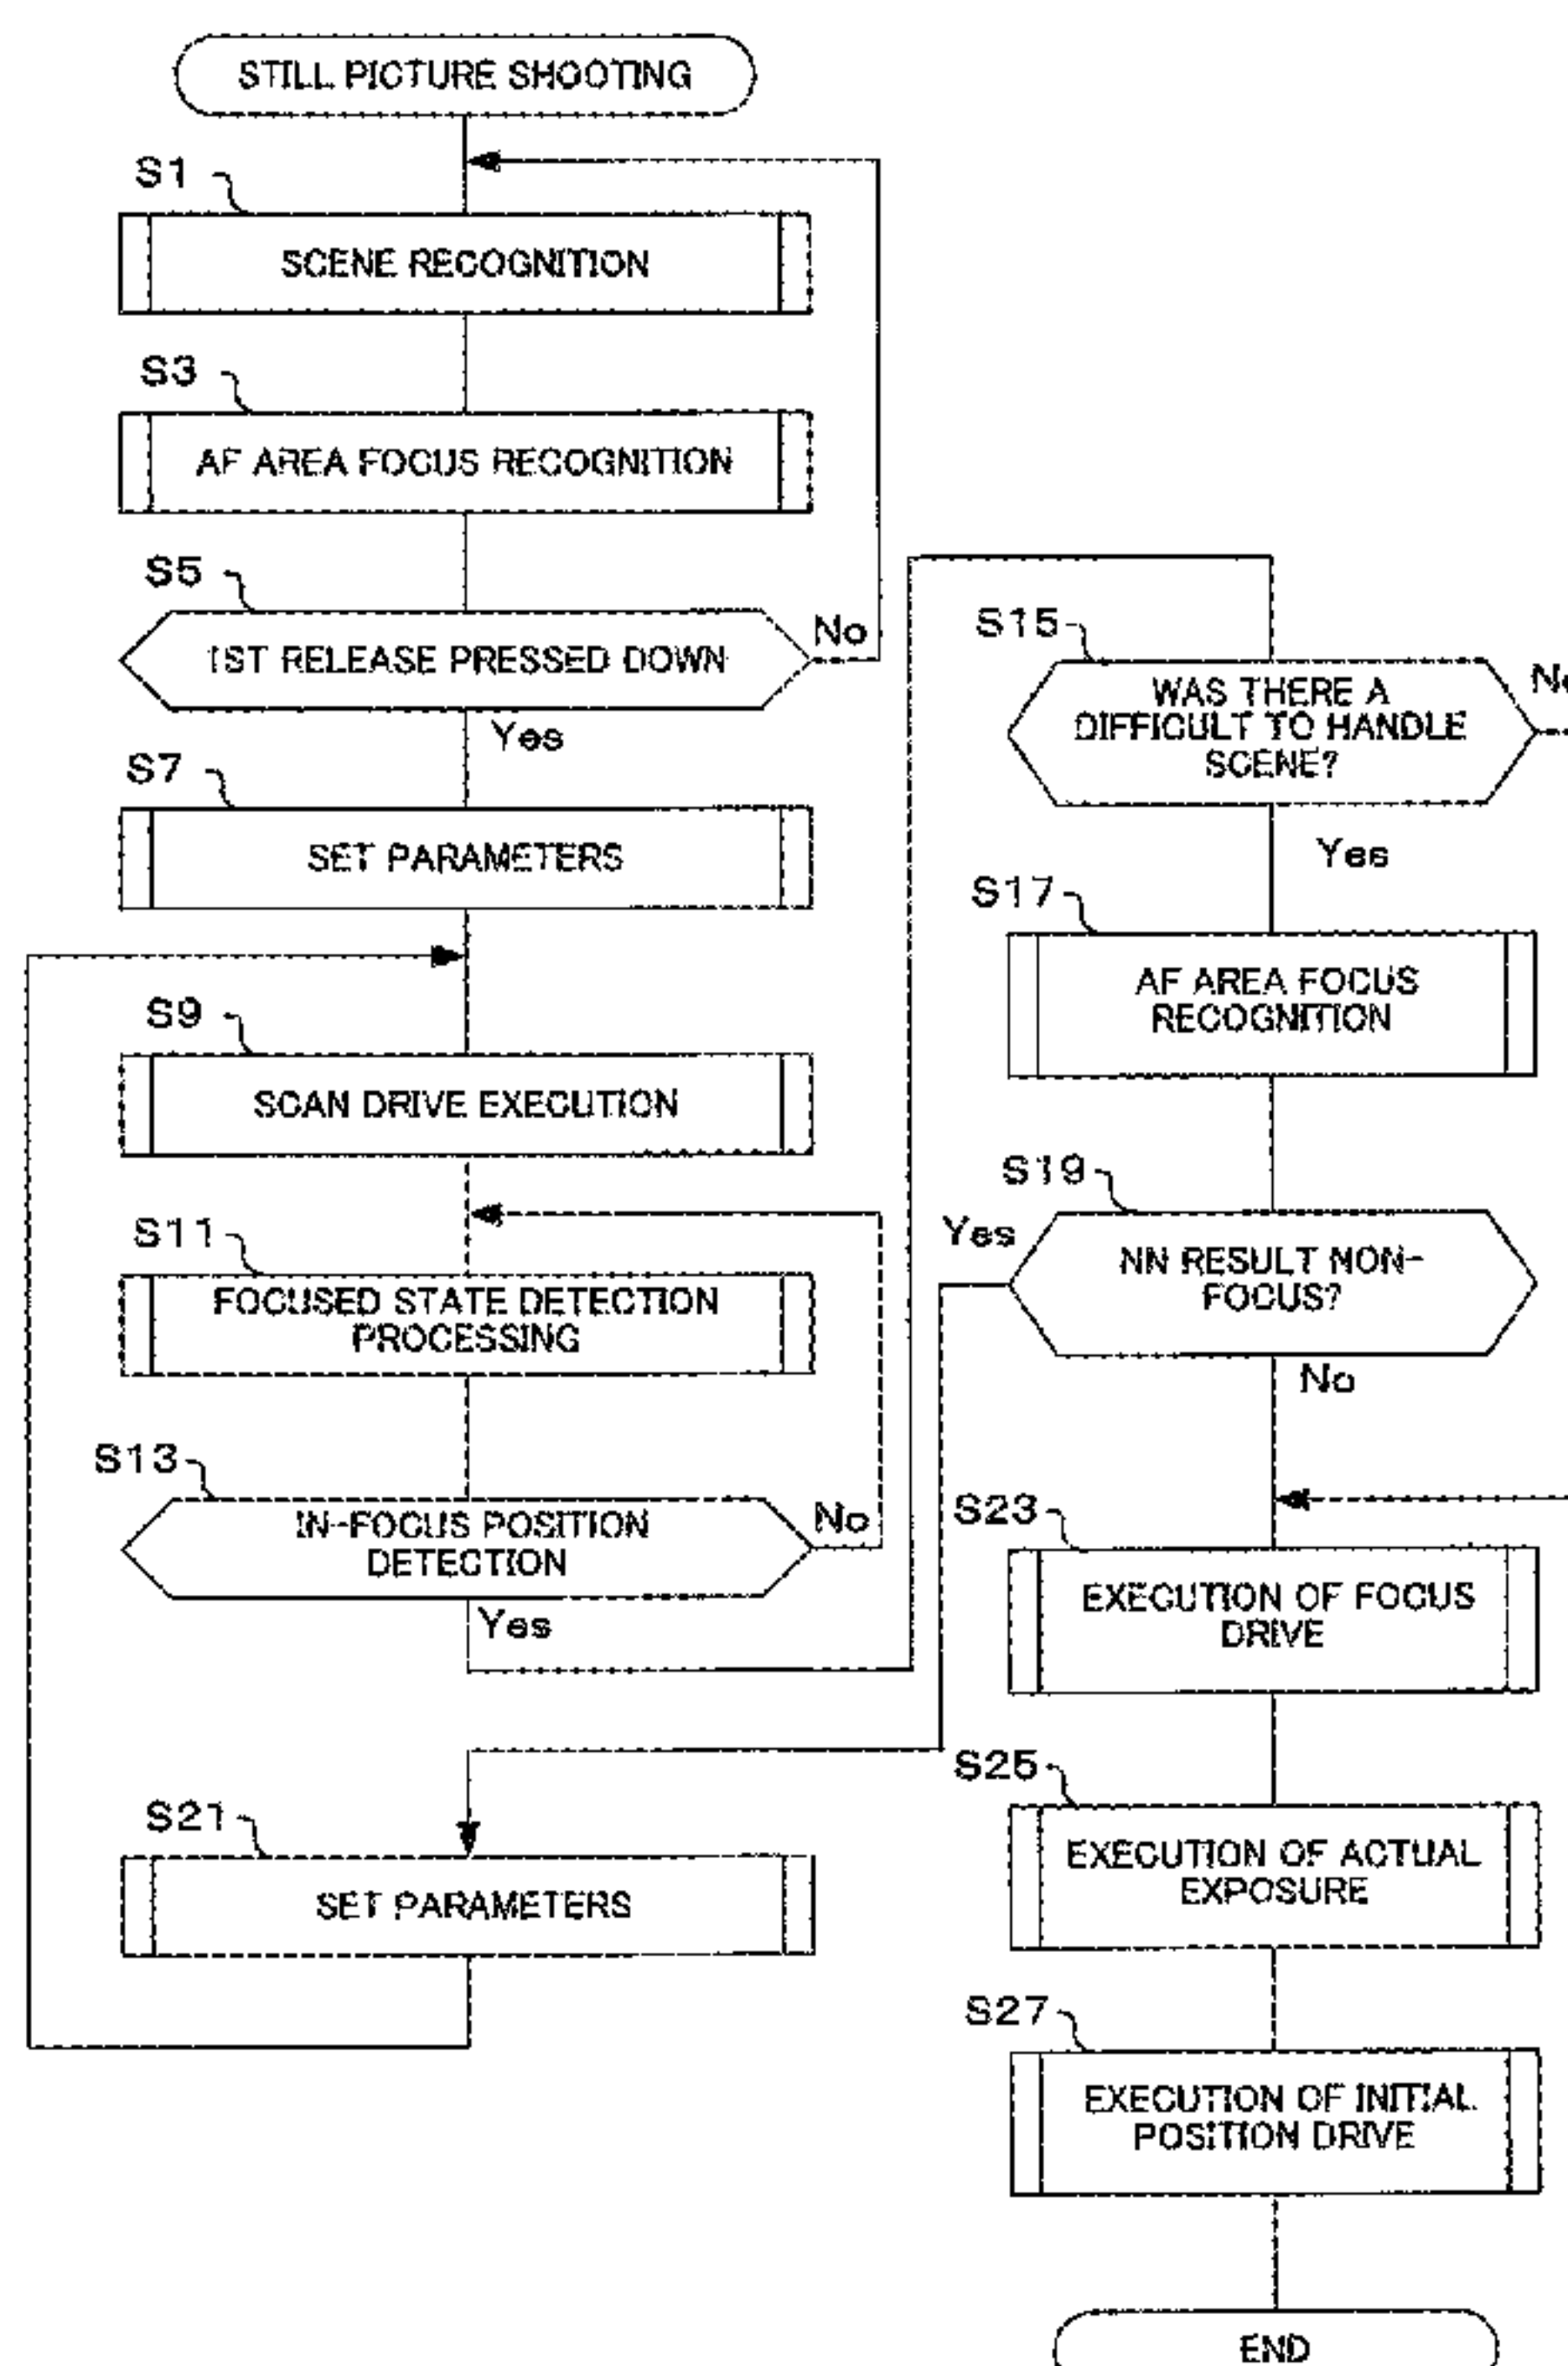 STILL PICTURE SHOOTING
S1
SCENE RECOGNITION
S3
AF AREA FOCUS RECOGNITION
S5
1ST RELEASE PRESSED DOWN
No
Yes
S7
SET PARAMETERS
S9
SCAN DRIVE EXECUTION
S11
FOCUSED STATE DETECTION
PROCESSING
S13
IN-FOCUS POSITION
DETECTION
No
Yes
S21
SET PARAMETERS
S15
WAS THERE A
DIFFICULT TO HANDLE
SCENE?
No
Yes
S17
AF AREA FOCUS
RECOGNITION
S19
Yes
NN RESULT NON-
FOCUS?
No
S23
EXECUTION OF FOCUS
DRIVE
S25
EXECUTION OF ACTUAL
EXPOSURE
S27
EXECUTION OF INITIAL
POSITION DRIVE
END